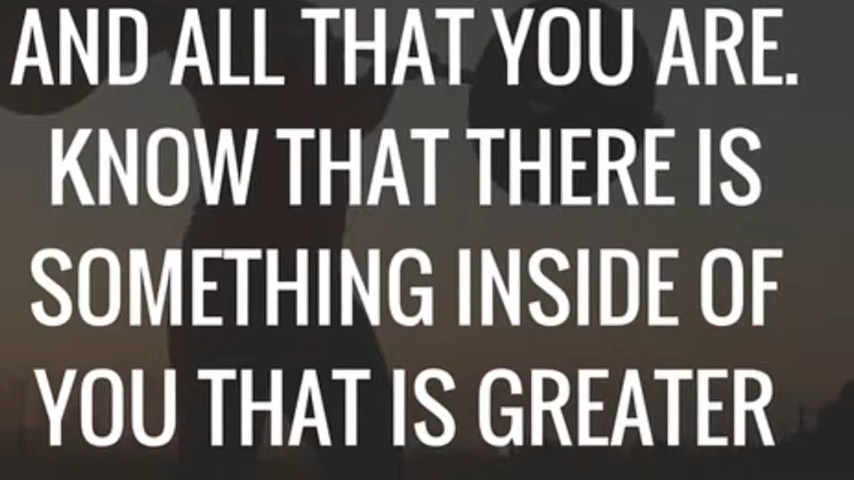 AND ALL THAT YOU ARE.
KNOW THAT THERE IS
SOMETHING INSIDE OF
YOU THAT IS GREATER